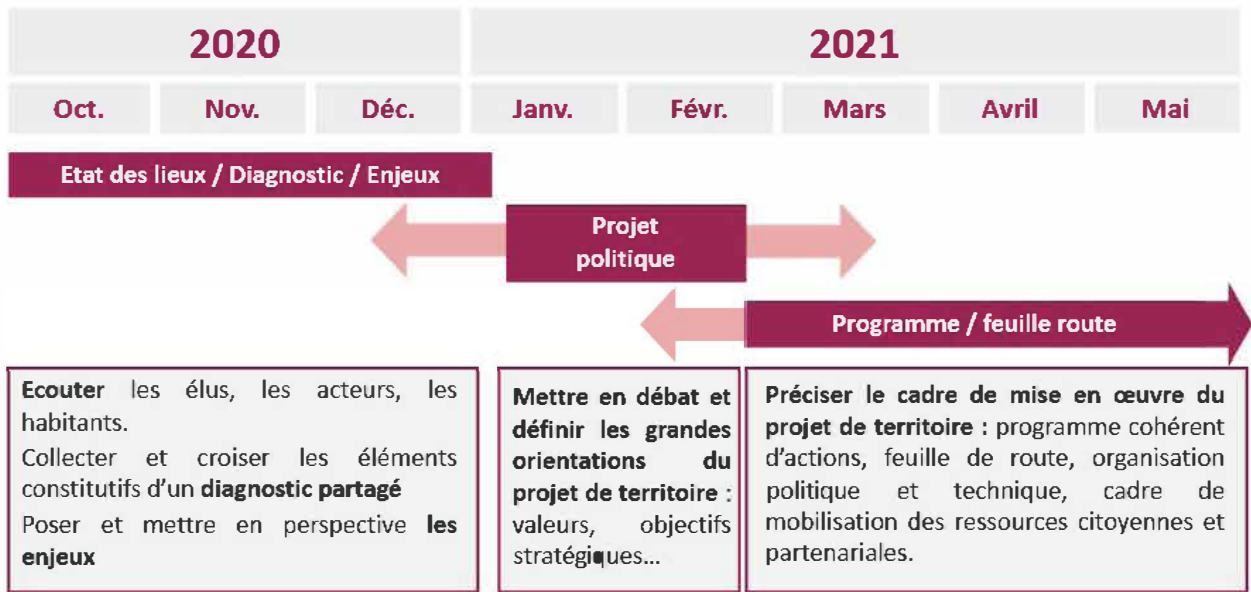 2020
2021
Oct.
Nov.
Déc.
Janv.
Févr.
Mars
Avril
Mai
Etat des lieux / Diagnostic / Enjeux
Projet
politique
Programme / feuille route
Ecouter les élus, les acteurs, les
habitants.
Collecter et croiser les éléments
constitutifs d'un diagnostic partagé
Poser et mettre en perspective les
enjeux
Mettre en débat et
définir les grandes
orientations du
projet de territoire :
valeurs, objectifs
stratégiques...
Préciser le cadre de mise en œuvre du
projet de territoire : programme cohérent
d'actions, feuille de route, organisation
politique et technique, cadre de
mobilisation des ressources citoyennes et
partenariales.